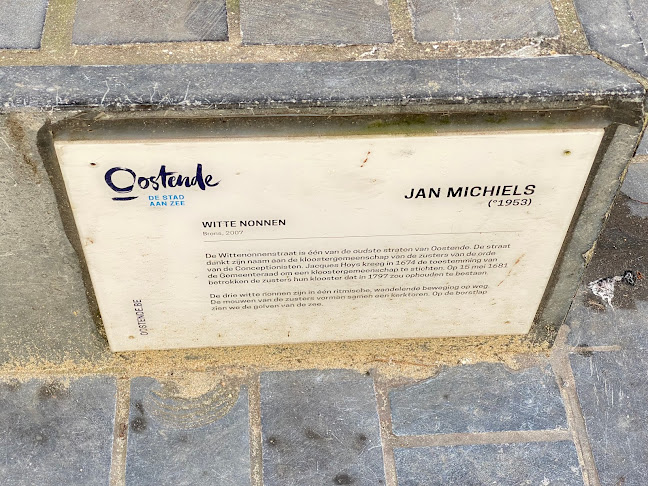 Oostende
DE STAD
AAN ZEE
JAN MICHIELS
(°1953)
WITTE NONNEN
Brons, 2007
De Wittenonnenstraat is één van de oudste straten van Oostende. De straat
dankt zijn naam aan de kloostergemeenschap van de zusters van de orde
van de Conceptionisten. Jacques Hoys kreeg in 1674 de toestemming van
de Gemeenteraad om een kloostergemeenschap te stichten. Op 15 mei 1681
betrokken de zusters hun klooster dat in 1797 zou ophouden te bestaan.
De drie witte nonnen zijn in één ritmische, wandelende beweging op weg.
De mouwen van de zusters vormen samen een kerktoren. Op de borstlap
zien we de golven van de zee.
OOSTENDE.BE